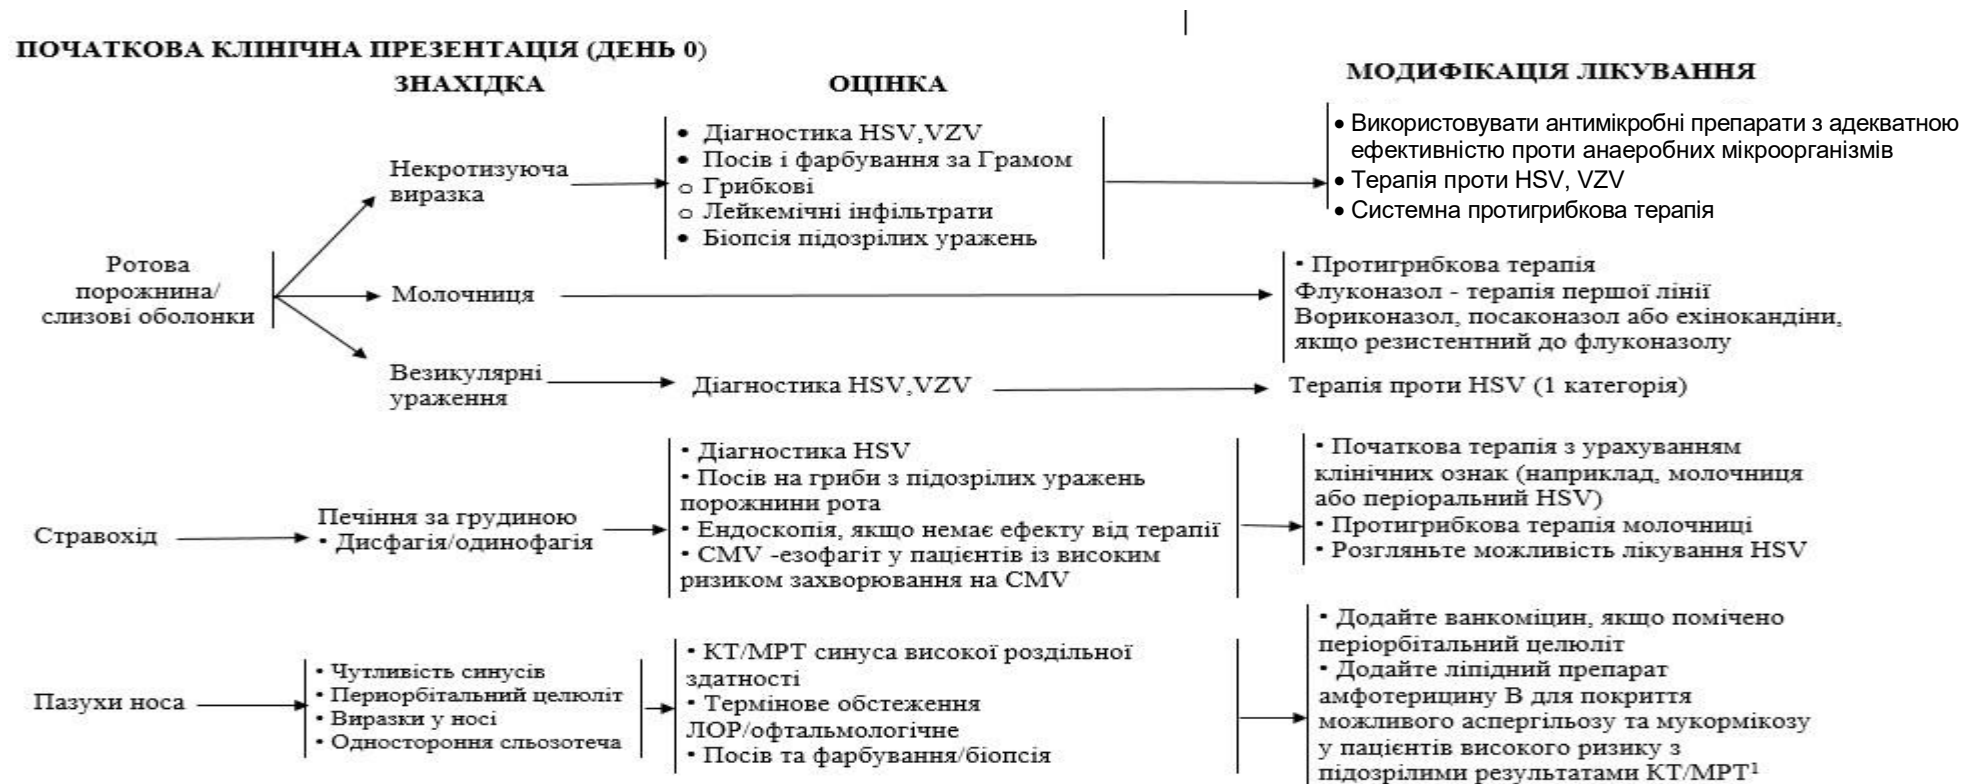 ПОЧАТКОВА КЛІНІЧНА ПРЕЗЕНТАЦІЯ (ДЕНЬ 0)
ЗНАХІДКА
ОЦІНКА
МОДИФІКАЦІЯ ЛІКУВАННЯ
Ротова
порожнина/
слизові оболонки
Некротизуюча
виразка
• Діагностика HSV,VZV
• Посів і фарбування за Грамом
o Грибкові
o Лейкемічні інфільтрати
• Біопсія підозрілих уражень
• Використовувати антимікробні препарати з адекватною
ефективністю проти анаеробних мікроорганізмів
• Терапія проти HSV, VZV
• Системна протигрибкова терапія
Молочниця
• Протигрибкова терапія
Флуконазол - терапія першої лінії
Вориконазол, посаконазол або ехінокандіни,
якщо резистентний до флуконазолу
Везикулярні
ураження
Діагностика HSV,VZV
Терапія проти HSV (1 категорія)
Стравохід
Печіння за грудиною
• Дисфагія/одинофагія
• Діагностика HSV
• Посів на гриби з підозрілих уражень
порожнини рота
• Ендоскопія, якщо немає ефекту від терапії
• CMV -езофагіт у пацієнтів із високим
ризиком захворювання на CMV
• Початкова терапія з урахуванням
клінічних ознак (наприклад, молочниця
або періоральний HSV)
• Протигрибкова терапія молочниці
• Розгляньте можливість лікування HSV
Пазухи носа
• Чутливість синусів
• Периорбітальний целюліт
• Виразки у носі
• Одностороння сльозотеча
• КТ/МРТ синуса високої роздільної
здатності
• Термінове обстеження
ЛОР/офтальмологічне
• Посів та фарбування/біопсія
• Додайте ванкоміцин, якщо помічено
періорбітальний целюліт
• Додайте ліпідний препарат
амфотерицину В для покриття
можливого аспергільозу та мукормікозу
у пацієнтів високого ризику з
підозрілими результатами КТ/МРТ¹